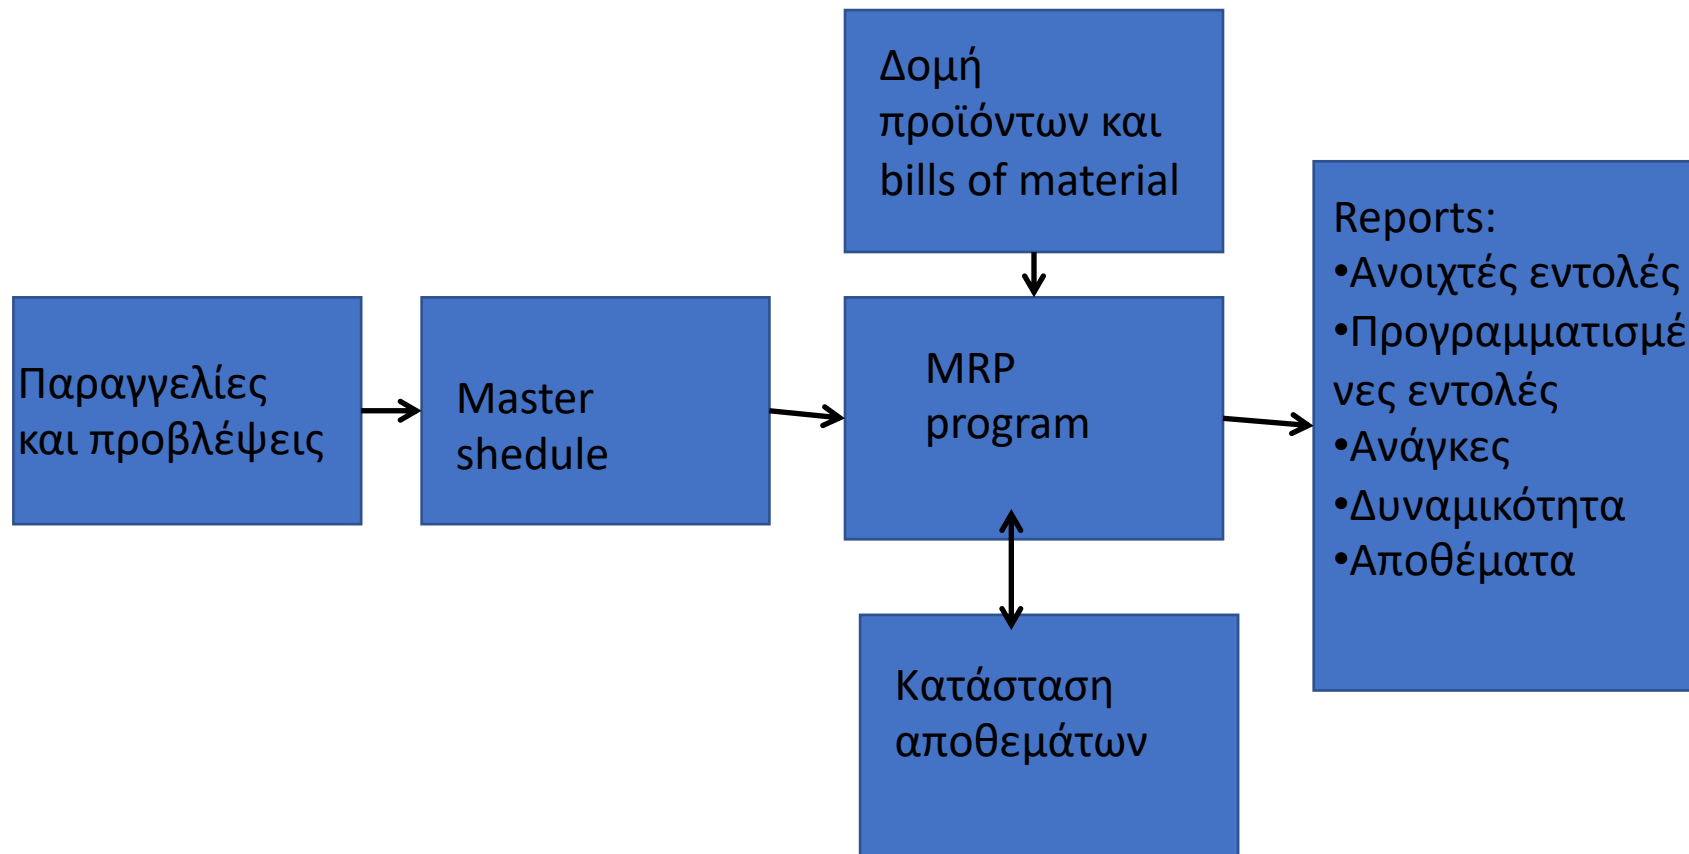 Δομή
προϊόντων και
bills of material
Παραγγελίες
και προβλέψεις
Master
shedule
MRP
program
Κατάσταση
αποθεμάτων
Reports:
•Ανοιχτές εντολές
•Προγραμματισμέ
νες εντολές
•Ανάγκες
•Δυναμικότητα
•Αποθέματα